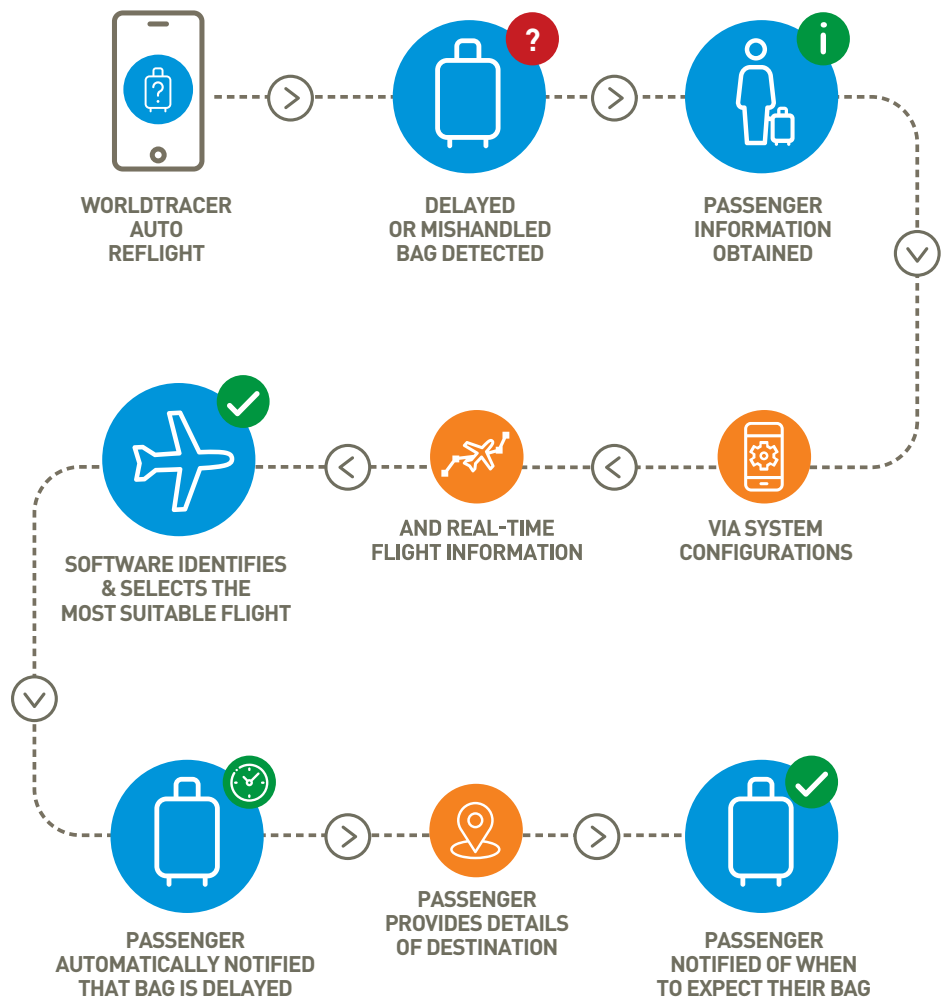 WORLDTRACER
AUTO
REFLIGHT
DELAYED
OR MISHANDLED
BAG DETECTED
PASSENGER
INFORMATION
OBTAINED
VIA SYSTEM
CONFIGURATIONS
AND REAL-TIME
FLIGHT INFORMATION
SOFTWARE IDENTIFIES
& SELECTS THE
MOST SUITABLE FLIGHT
PASSENGER
AUTOMATICALLY NOTIFIED
THAT BAG IS DELAYED
PASSENGER
PROVIDES DETAILS
OF DESTINATION
PASSENGER
NOTIFIED OF WHEN
TO EXPECT THEIR BAG